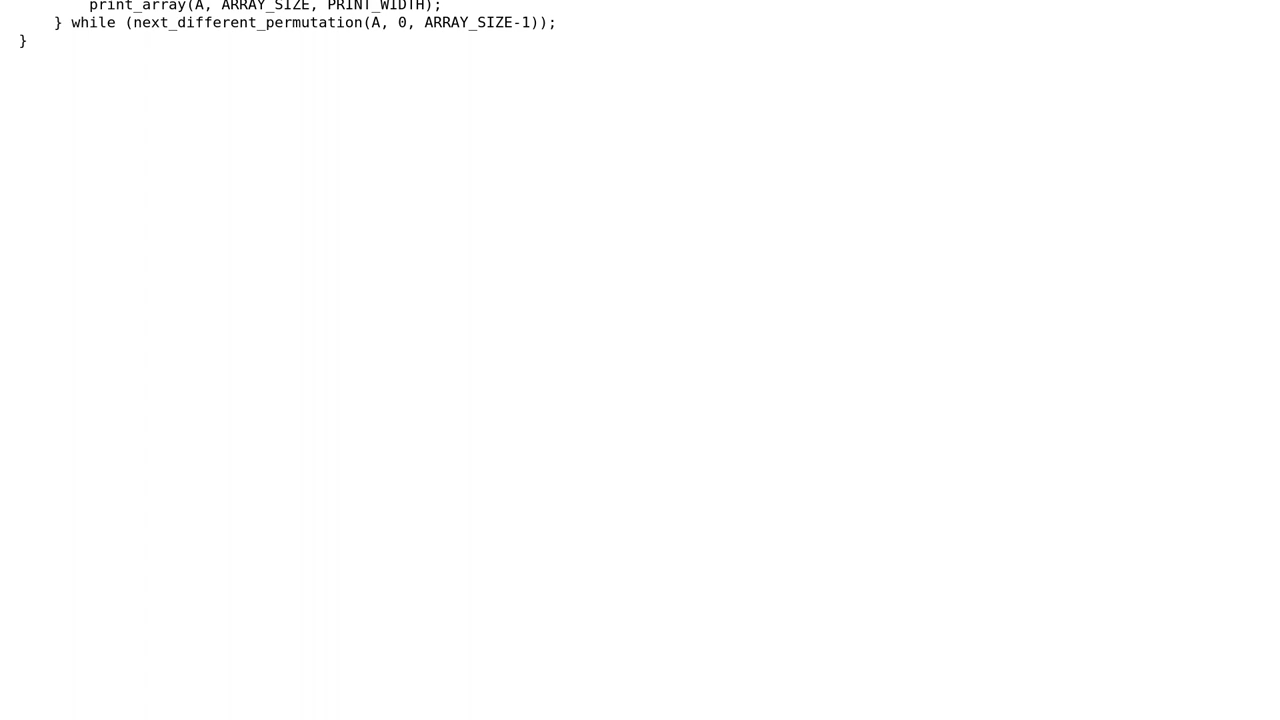 print_array(A, ARRAY_SIZE, PRINT_WIDTH);
} while (next_different_permutation(A, 0, ARRAY_SIZE-1));
}